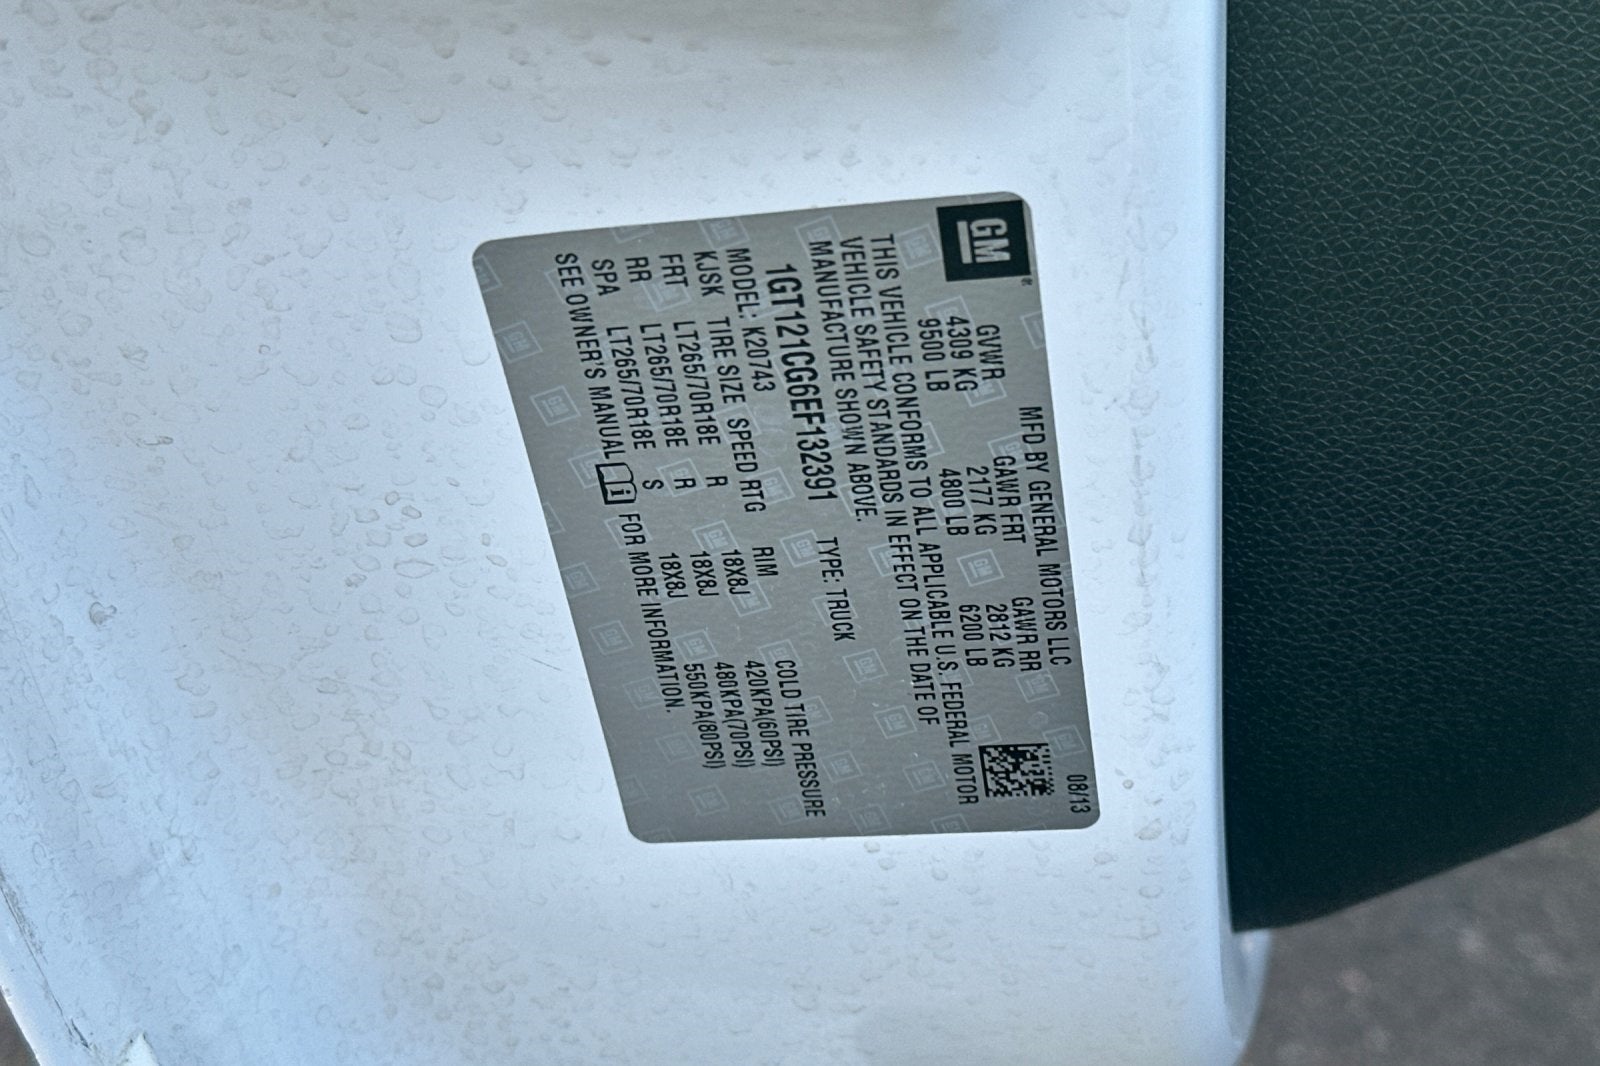 GM
MFD BY GENERAL MOTORS LLC 08/13
GVWR GAWR FRT GAWR RR
4309 KG 2177 KG 2812 KG
9500 LB 4800 LB 6200 LB
THIS VEHICLE CONFORMS TO ALL APPLICABLE U.S. FEDERAL MOTOR
VEHICLE SAFETY STANDARDS IN EFFECT ON THE DATE OF
MANUFACTURE SHOWN ABOVE.
1GT121CG6EF132391 TYPE: TRUCK
MODEL: K20743
KJSK TIRE SIZE SPEED RTG RIM COLD TIRE PRESSURE
FRT LT265/70R18E R 18X8J 420KPA(60PSI)
RR LT265/70R18E R 18X8J 480KPA(70PSI)
SPA LT265/70R18E S 18X8J 550KPA(80PSI)
SEE OWNER'S MANUAL FOR MORE INFORMATION.